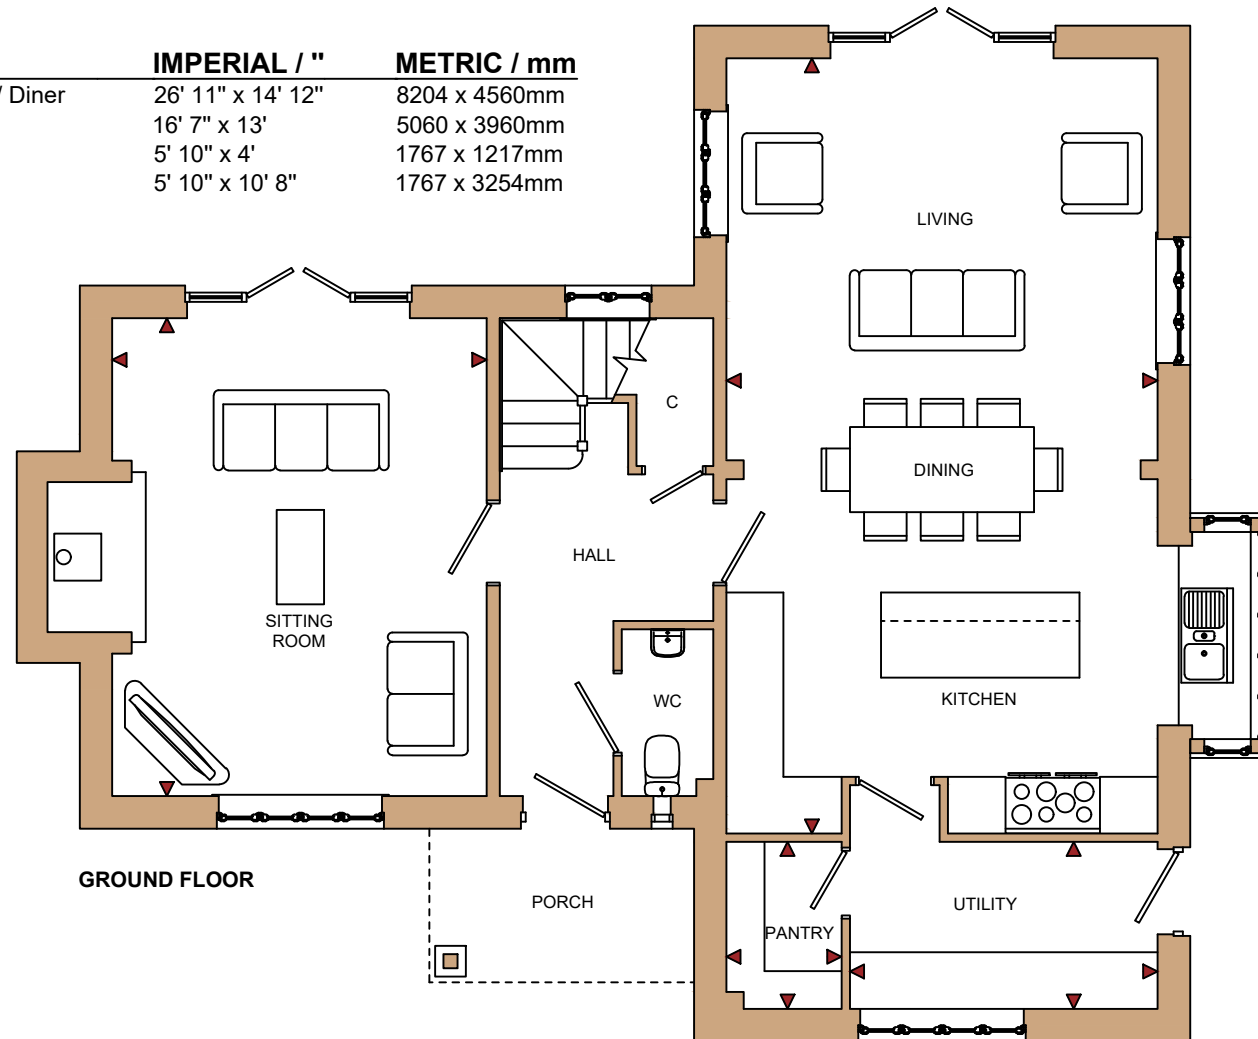 IMPERIAL / " METRIC / mm
/ Diner 26' 11" x 14' 12" 8204 x 4560mm
16' 7" x 13' 5060 x 3960mm
5' 10" x 4' 1767 x 1217mm
5' 10" x 10' 8" 1767 x 3254mm
LIVING
C
DINING
HALL
SITTING
ROOM
WC
KITCHEN
GROUND FLOOR
PORCH
UTILITY
PANTRY